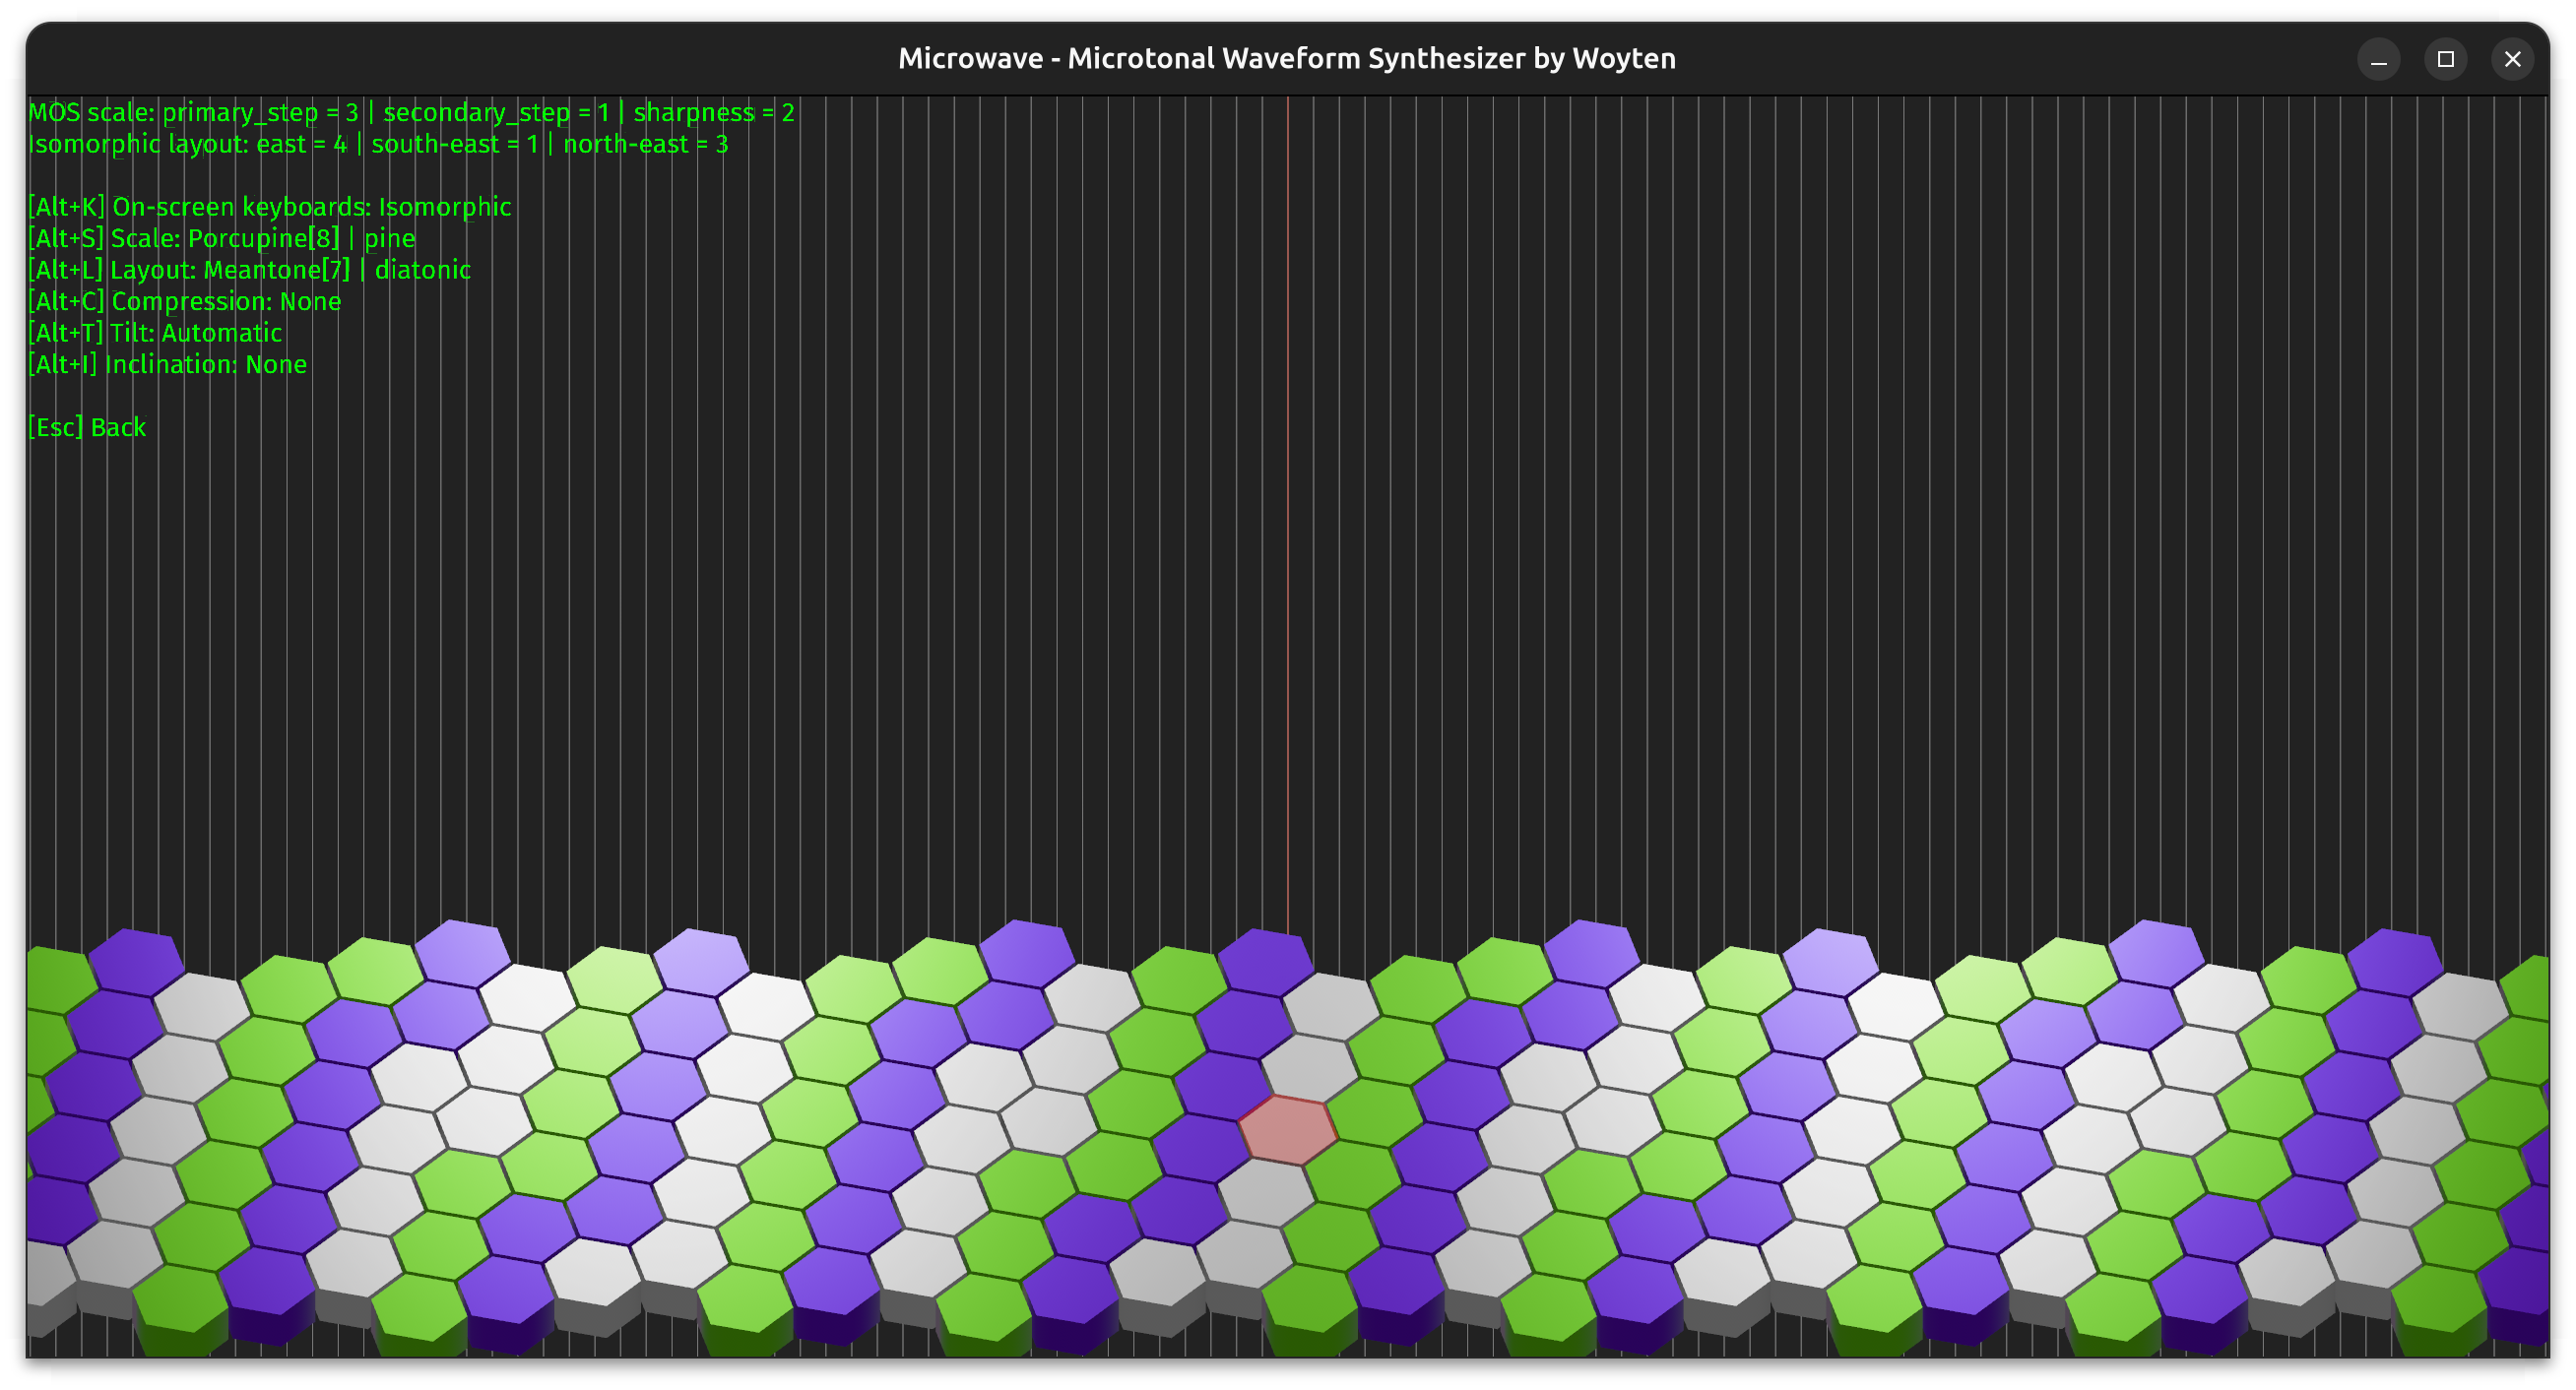 Microwave - Microtonal Waveform Synthesizer by Woyten
MOS scale: primary_step = 3 | secondary_step = 1 | sharpness = 2
Isomorphic layout: east = 4 | south-east = 1 | north-east = 3
[Alt+K] On-screen keyboards: Isomorphic
[Alt+S] Scale: Porcupine[8] | pine
[Alt+L] Layout: Meantone[7] | diatonic
[Alt+C] Compression: None
[Alt+T] Tilt: Automatic
[Alt+I] Inclination: None
[Esc] Back